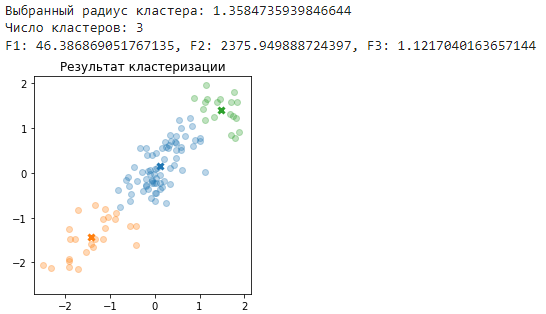 Выбранный радиус кластера: 1.3584735939846644
Число кластеров: 3
F1: 46.386869051767135, F2: 2375.949888724397, F3: 1.1217040163657144
Результат кластеризации
2
1
0
−1
−2
−2 −1 0 1 2